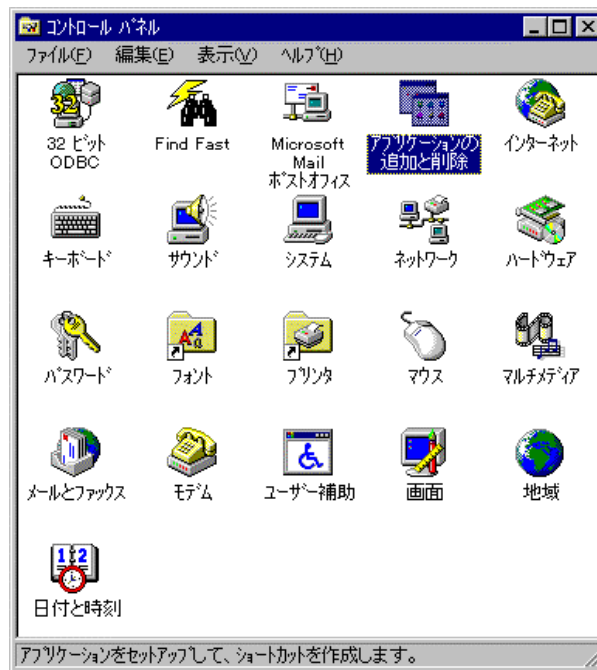 コントロール パネル
ファイル(F) 編集(E) 表示(V) ヘルプ(H)
32 ビット
ODBC
Find Fast
Microsoft
Mail
ポストオフィス
アプリケーションの
追加と削除
インターネット
キーボード
サウンド
システム
ネットワーク
ハードウェア
パスワード
フォント
プリンタ
マウス
マルチメディア
メールとファックス
モデム
ユーザー補助
画面
地域
日付と時刻
アプリケーションをセットアップして、ショートカットを作成します。